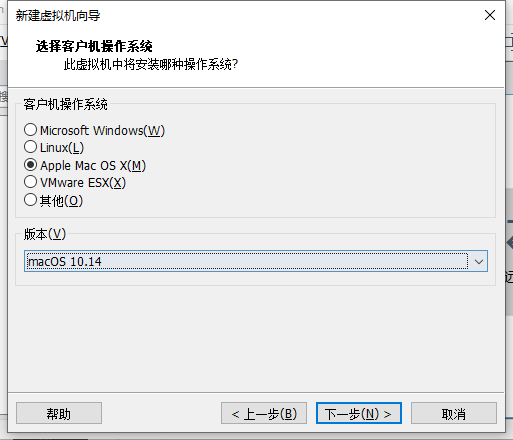 新建虚拟机向导
选择客户机操作系统
此虚拟机中将安装哪种操作系统?
客户机操作系统
Microsoft Windows(W)
Linux(L)
Apple Mac OS X(M)
VMware ESX(X)
其他(O)
版本(V)
macOS 10.14
帮助
< 上一步(B)
下一步(N) >
取消